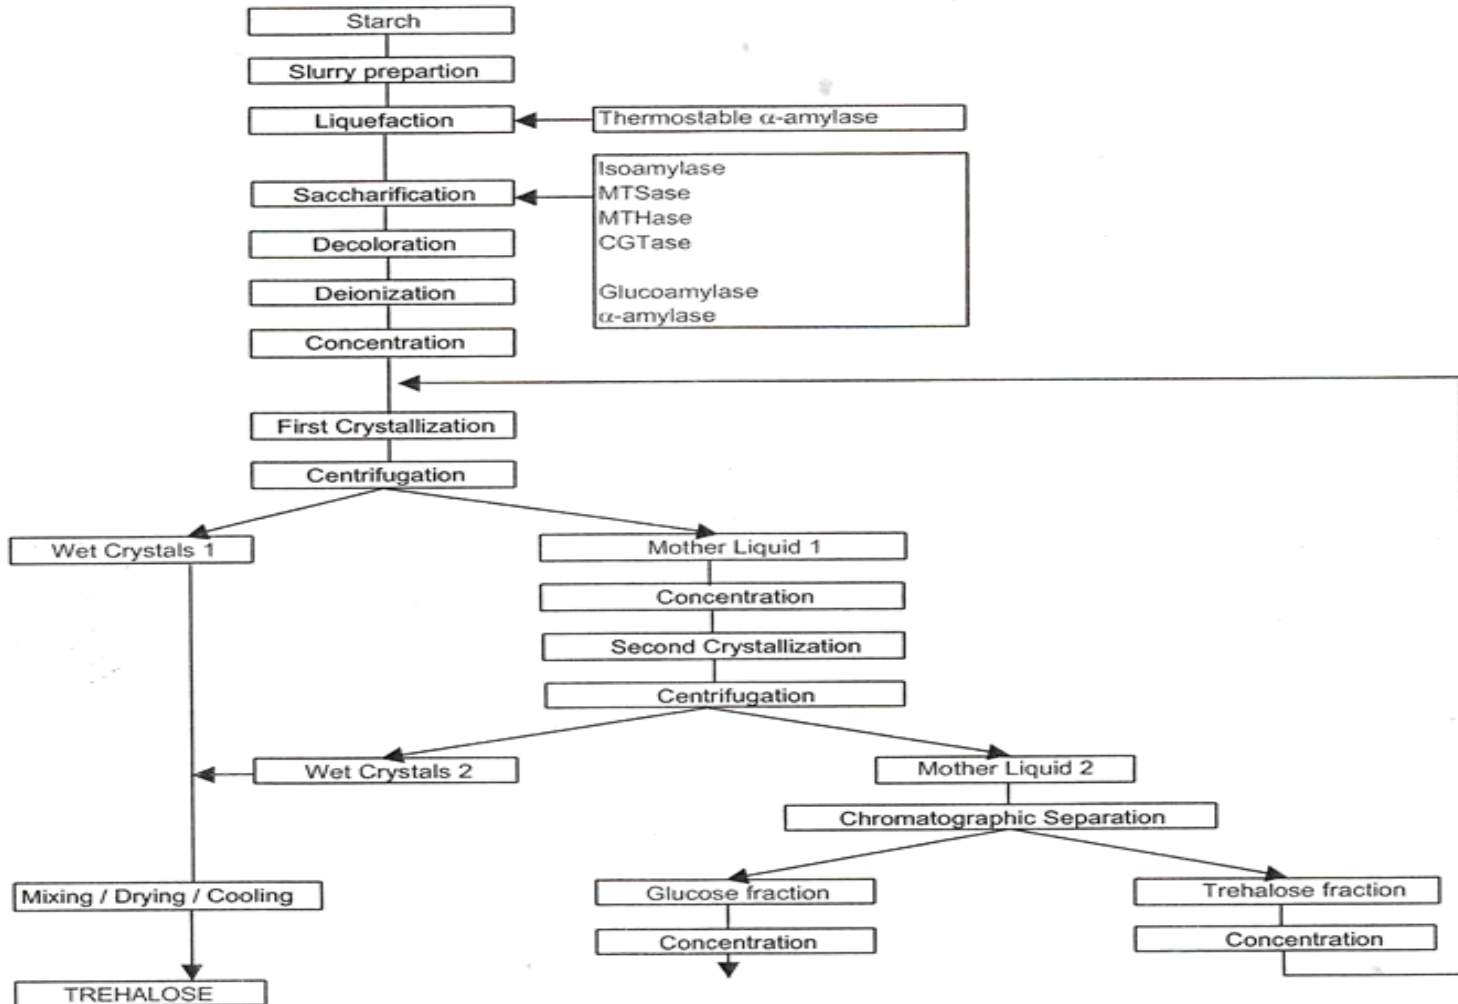 Starch
Slurry prepartion
Liquefaction
Thermostable α-amylase
Saccharification
Isoamylase
MTSase
MTHase
CGTase
Glucoamylase
α-amylase
Decoloration
Deionization
Concentration
First Crystallization
Centrifugation
Wet Crystals 1
Mother Liquid 1
Concentration
Second Crystallization
Centrifugation
Wet Crystals 2
Mother Liquid 2
Chromatographic Separation
Mixing / Drying / Cooling
Glucose fraction
Trehalose fraction
Concentration
Concentration
TREHALOSE